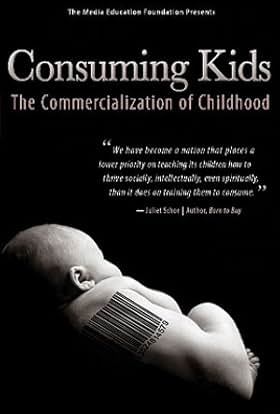 The Media Education Foundation Presents
Consuming Kids
The Commercialization of Childhood
"We have become a nation that places a
lower priority on teaching its children how to
thrive socially, intellectually, even spiritually,
than it does on training them to consume."
— Juliet Schor | Author, Born to Buy